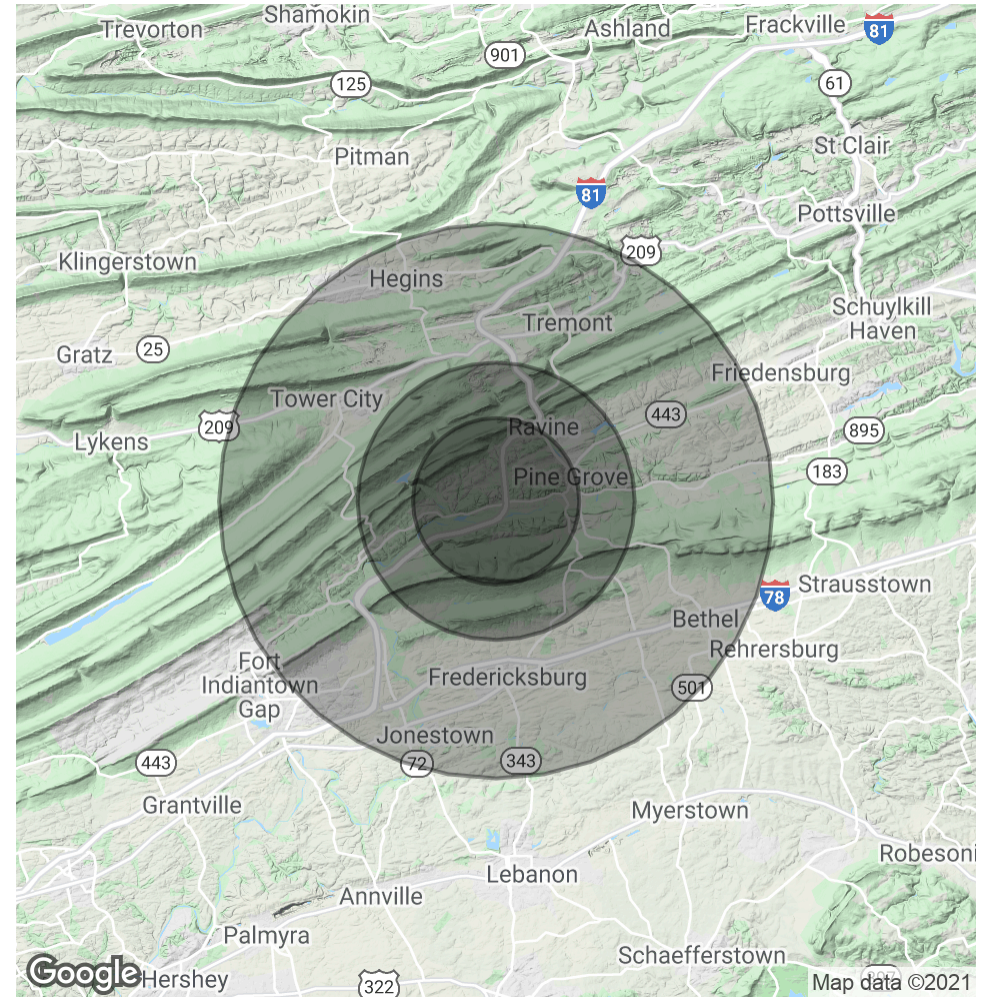 Shamokin
Trevorton
Ashland
Frackville
81
901
125
61
St Clair
Pitman
81
Pottsville
209
Klingerstown
Hegins
Schuylkill
Haven
Tremont
Gratz
25
Friedensburg
Tower City
443
209
Ravine
895
Lykens
183
Pine Grove
78
Strausstown
Bethel
Rehrersburg
Fort
Indiantown
Gap
Fredericksburg
501
Jonestown
72
343
443
Grantville
Myerstown
Robesoni
Lebanon
Annville
Palmyra
Schaefferstown
Google
Hershey
322
Map data ©2021